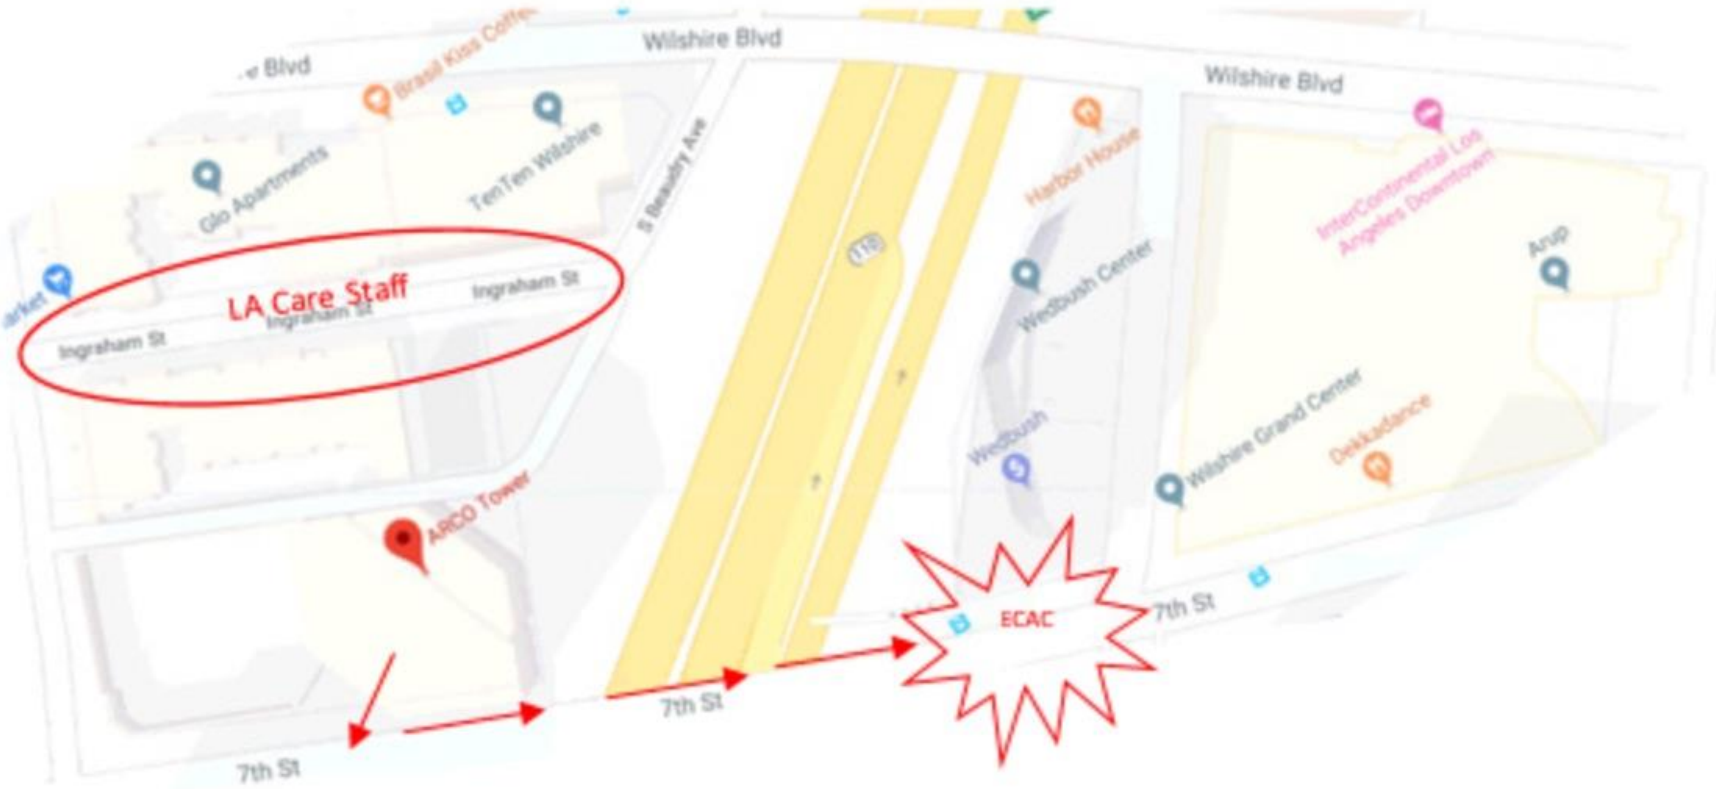 Brasil Kiss Coffee
Wilshire Blvd
Blvd
Wilshire Blvd
TenTen Wilshire
Glo Apartments
S Beaudry Ave
Harbor House
InterContinental Los
Angeles Downtown
110
Arup
Wedbush Center
LA Care Staff
Ingraham St
Ingraham St
Ingraham St
Wilshire Grand Center
Dekkadance
Wedbush
ARCO Tower
ECAC
7th St
7th St
7th St